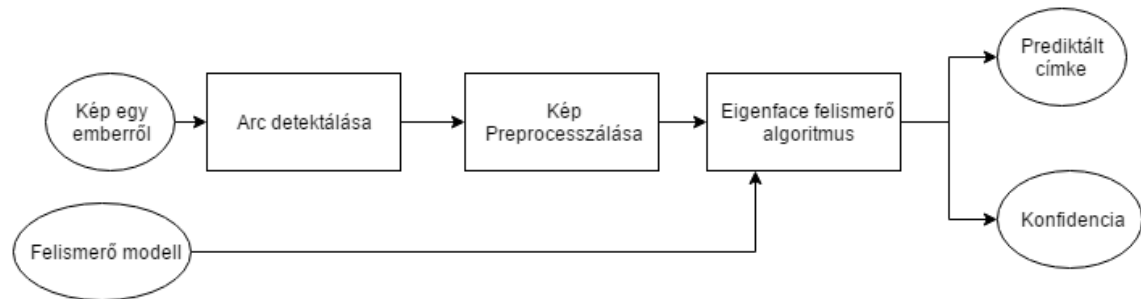 Kép egy
emberről
Arc detektálása
Kép
Preprocesszálása
Eigenface felismerő
algoritmus
Prediktált
címke
Konfidencia
Felismerő modell